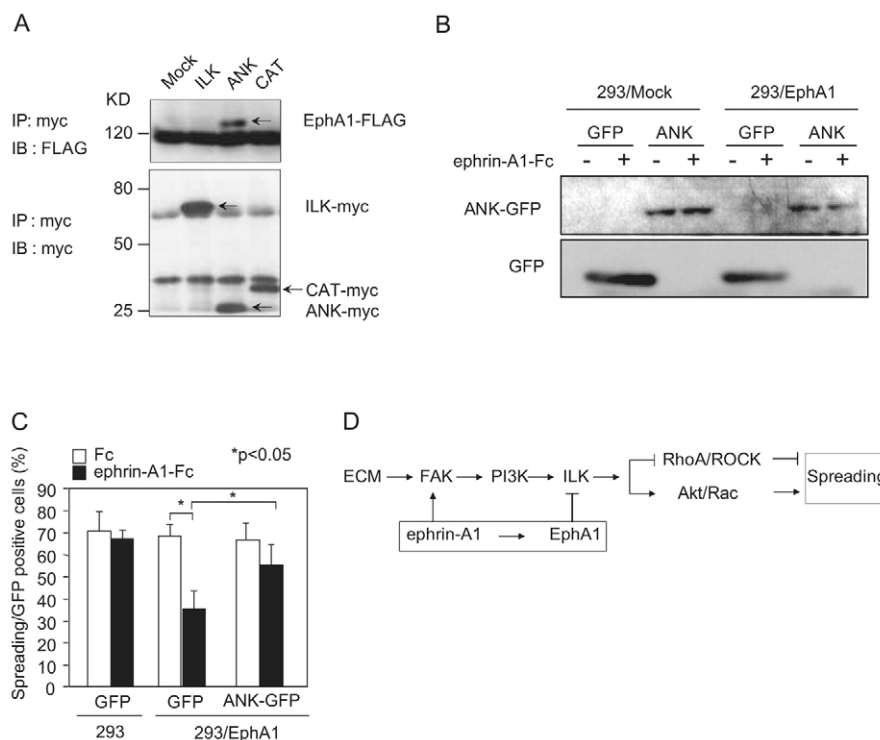 A
Mock ILK ANK CAT
KD
IP: myc
IB : FLAG
120
EphA1-FLAG
80
ILK-myc
IP: myc
IB: myc
50
25
CAT-myc
ANK-myc
B
293/Mock 293/EphA1
GFP ANK GFP ANK
ephrin-A1-Fc - + - + - + - +
ANK-GFP
GFP
C
Fc
ephrin-A1-Fc
*p<0.05
Spreading/GFP positive cells (%)
90
80
70
60
50
40
30
20
10
0
* *
GFP GFP ANK-GFP
293 293/EphA1
D
ECM FAK PI3K ILK
RhoA/ROCK
Akt/Rac
Spreading
ephrin-A1 EphA1